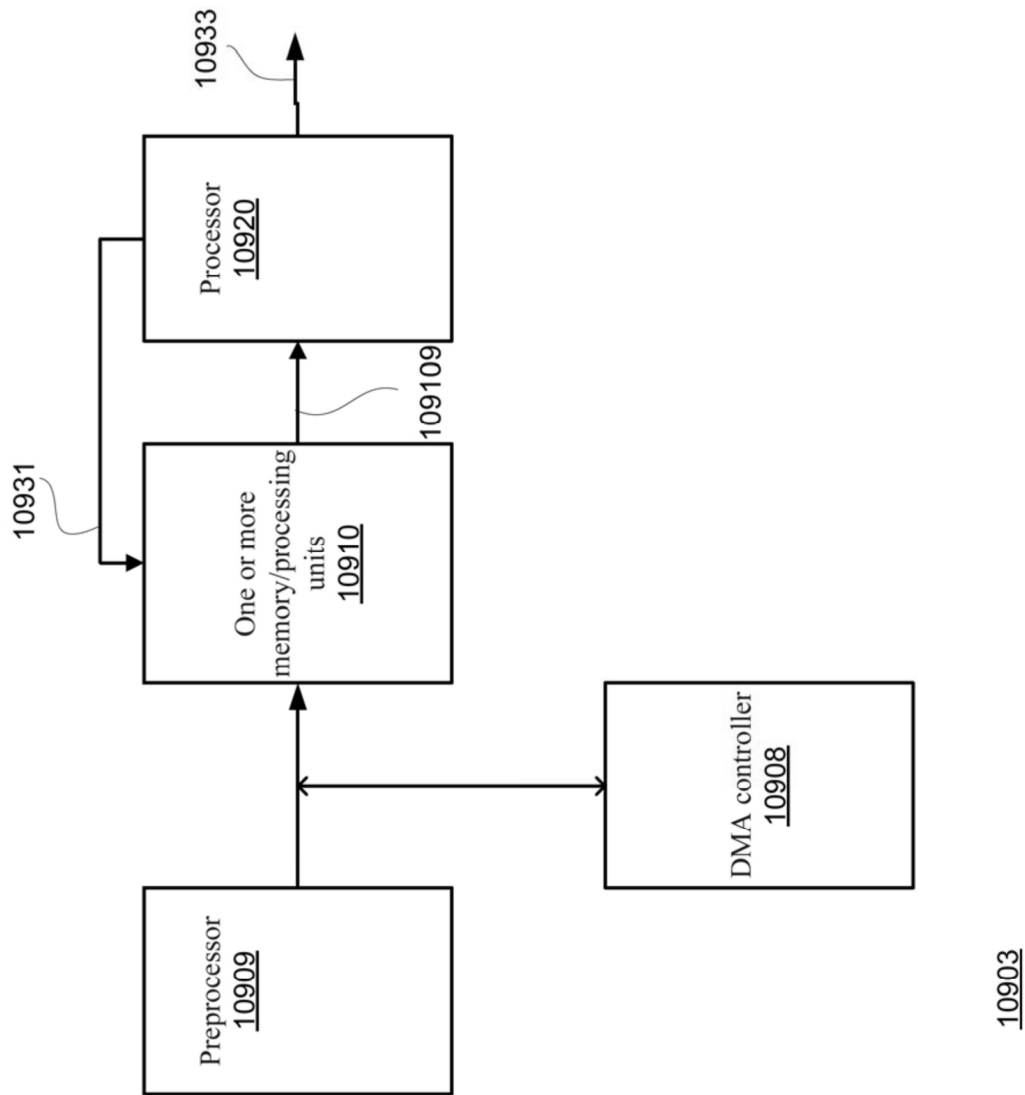 Preprocessor
10909
DMA controller
10908
One or more
memory/processing
units
10910
10931
109109
Processor
10920
10933
10903